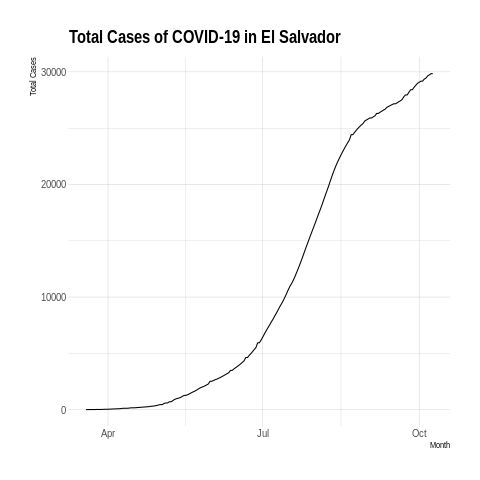 Total Cases of COVID-19 in El Salvador
Total Cases
30000
20000
10000
0
Apr Jul Oct
Month